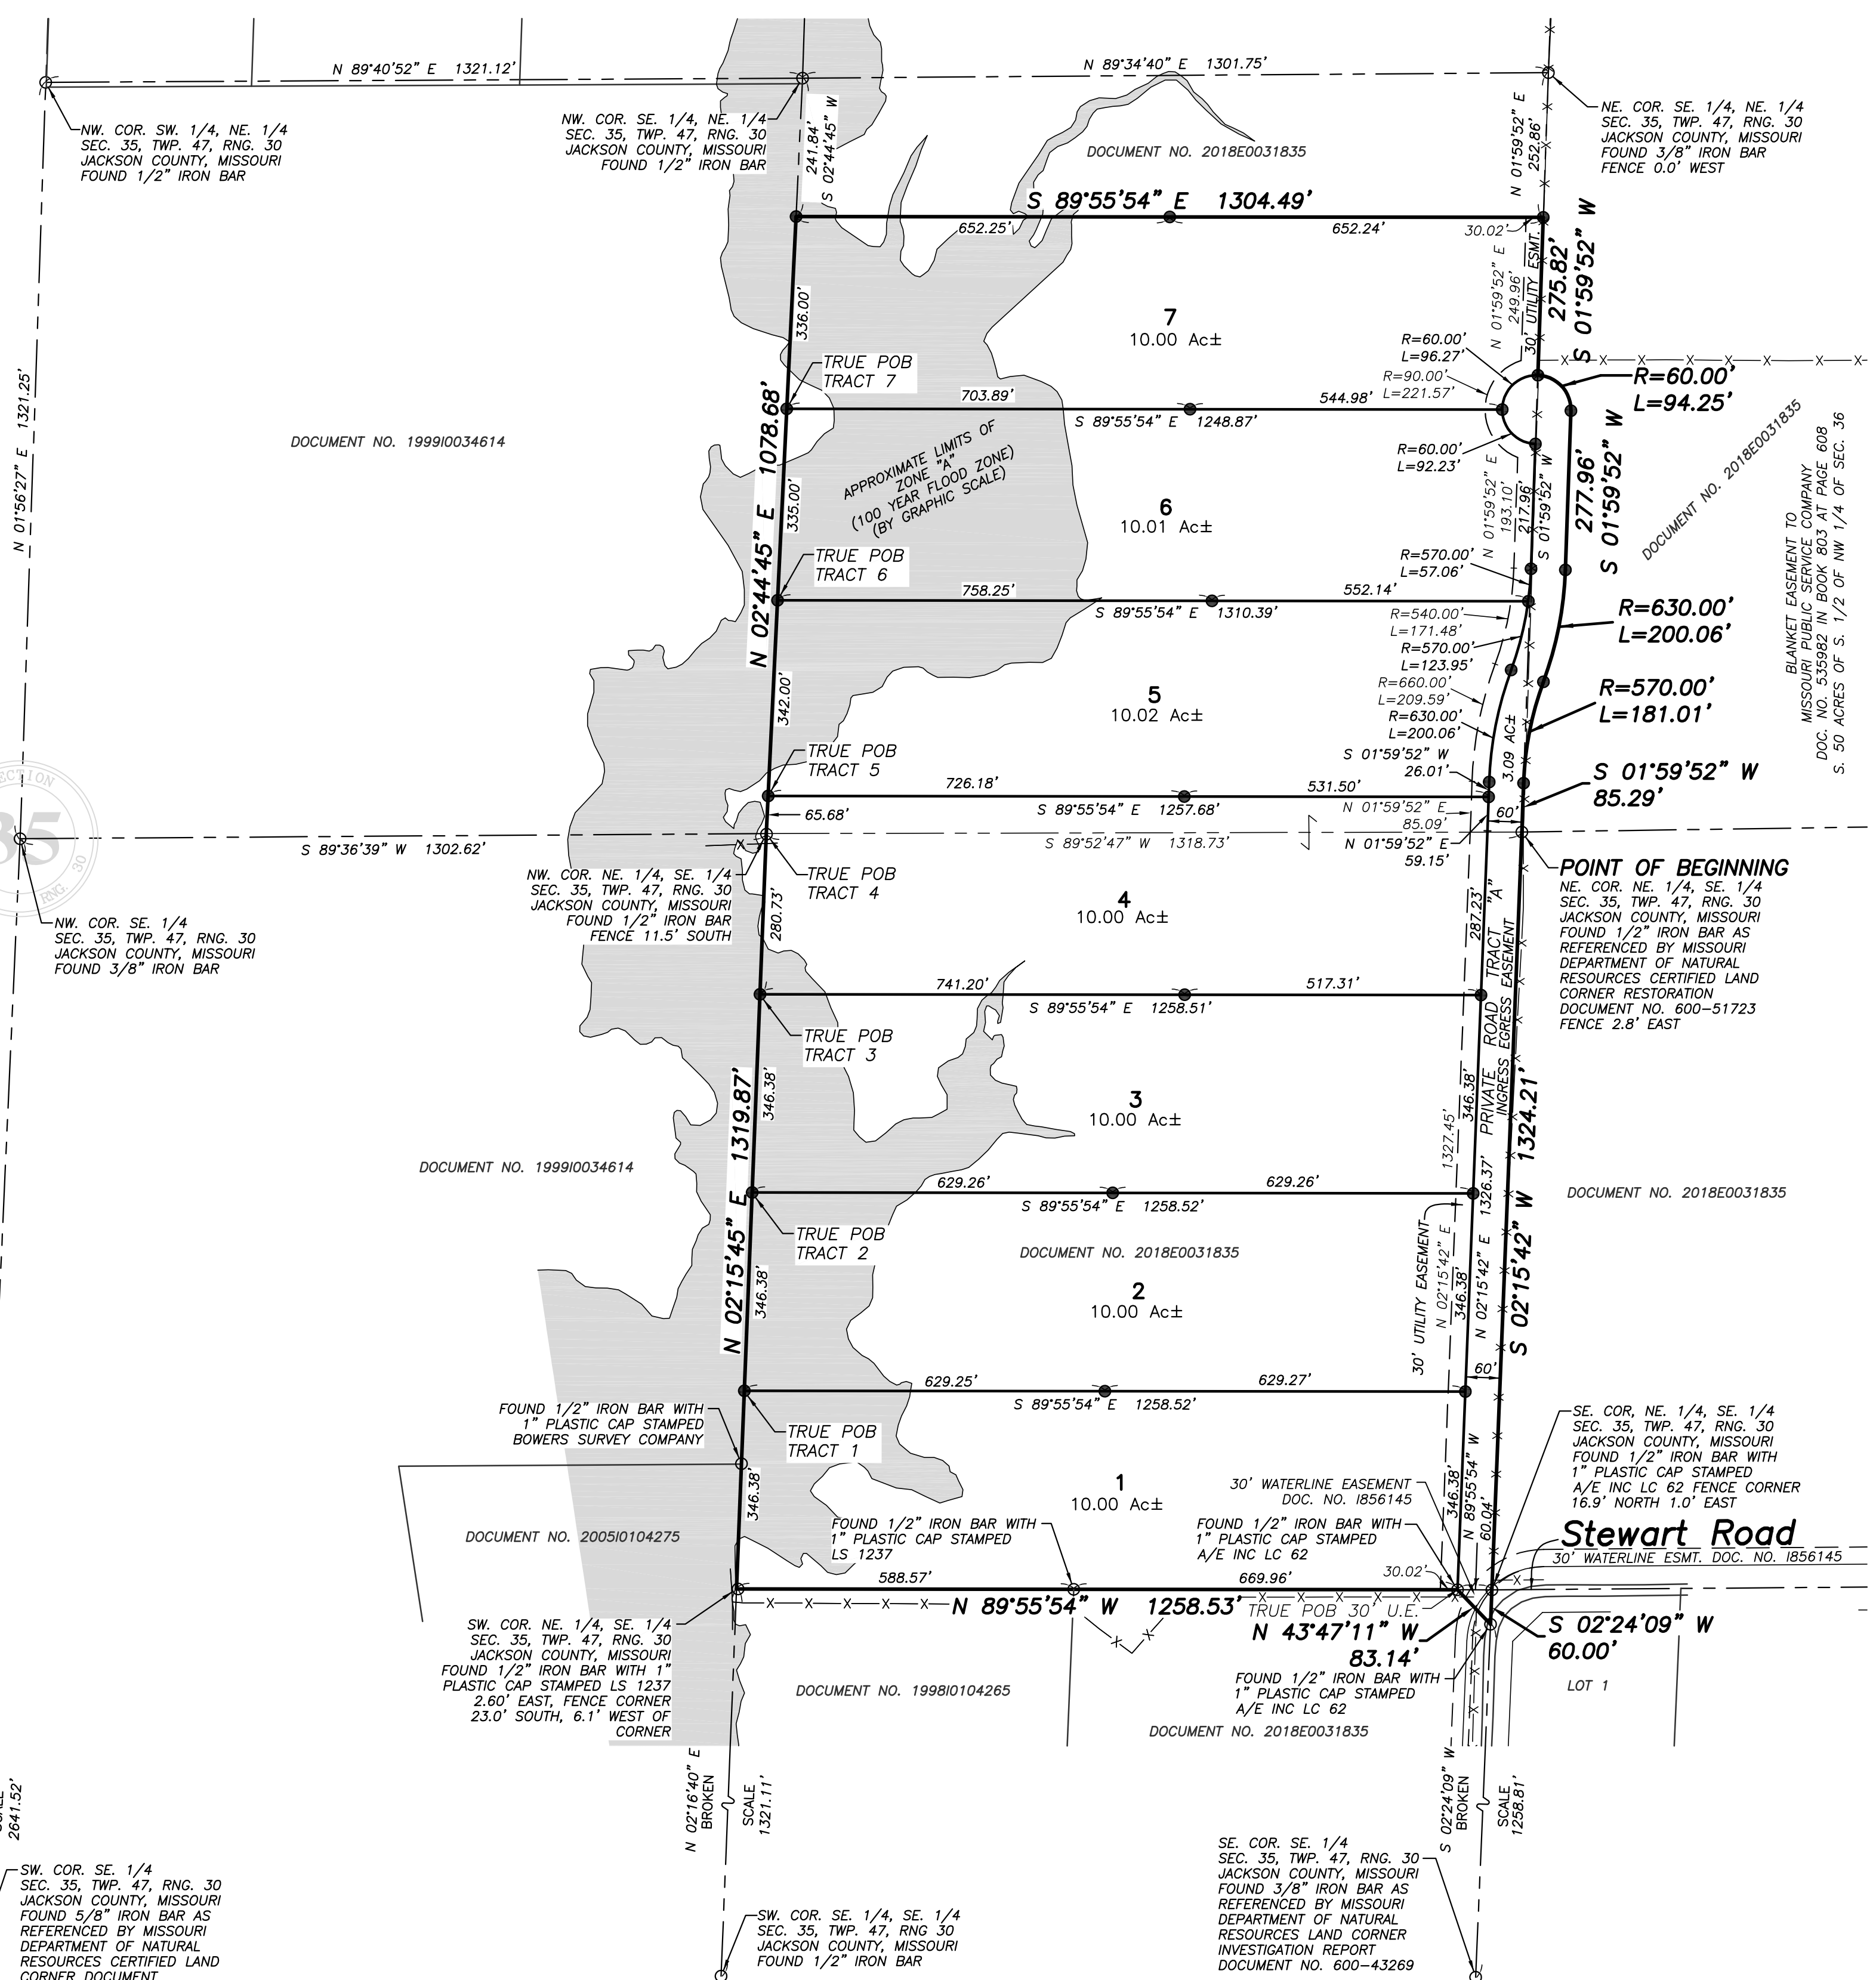 N 89°40'52" E 1321.12'
N 89°34'40" E 1301.75'
NW. COR. SW. 1/4, NE. 1/4
SEC. 35, TWP. 47, RNG. 30
JACKSON COUNTY, MISSOURI
FOUND 1/2" IRON BAR
NW. COR. SE. 1/4, NE. 1/4
SEC. 35, TWP. 47, RNG. 30
JACKSON COUNTY, MISSOURI
FOUND 1/2" IRON BAR
241.84'
S 02°44'45" W
DOCUMENT NO. 2018E0031835
N 01°59'52" E
252.86'
NE. COR. SE. 1/4, NE. 1/4
SEC. 35, TWP. 47, RNG. 30
JACKSON COUNTY, MISSOURI
FOUND 3/8" IRON BAR
FENCE 0.0' WEST
S 89°55'54" E 1304.49'
652.25'
652.24'
30.02'
N 01°59'52" E
249.96'
30' UTILITY ESMT.
275.82'
S 01°59'52" W
336.00'
7
10.00 Ac±
R=60.00'
L=96.27'
R=90.00'
L=221.57'
R=60.00'
L=94.25'
TRUE POB
TRACT 7
703.89'
544.98'
S 89°55'54" E 1248.87'
N 01°56'27" E 1321.25'
DOCUMENT NO. 1999I0034614
N 02°44'45" E 1078.68'
335.00'
APPROXIMATE LIMITS OF
ZONE "A"
(100 YEAR FLOOD ZONE)
(BY GRAPHIC SCALE)
R=60.00'
L=92.23'
N 01°59'52" E
193.10'
217.96'
S 01°59'52" W
277.96'
S 01°59'52" W
DOCUMENT NO. 2018E0031835
BLANKET EASEMENT TO
MISSOURI PUBLIC SERVICE COMPANY
DOC. NO. 535982 IN BOOK 803 AT PAGE 608
S. 50 ACRES OF S. 1/2 OF NW 1/4 OF SEC. 36
6
10.01 Ac±
TRUE POB
TRACT 6
R=570.00'
L=57.06'
758.25'
552.14'
S 89°55'54" E 1310.39'
R=540.00'
L=171.48'
R=570.00'
L=123.95'
R=630.00'
L=200.06'
342.00'
5
10.02 Ac±
R=660.00'
L=209.59'
R=630.00'
L=200.06'
3.09 AC±
R=570.00'
L=181.01'
TRUE POB
TRACT 5
S 01°59'52" W
26.01'
S 01°59'52" W
85.29'
726.18'
531.50'
65.68'
S 89°55'54" E 1257.68'
N 01°59'52" E
85.09'
60'
35
RNG. 30
S 89°36'39" W 1302.62'
S 89°52'47" W 1318.73'
N 01°59'52" E
59.15'
NW. COR. NE. 1/4, SE. 1/4
SEC. 35, TWP. 47, RNG. 30
JACKSON COUNTY, MISSOURI
FOUND 1/2" IRON BAR
FENCE 11.5' SOUTH
TRUE POB
TRACT 4
POINT OF BEGINNING
NE. COR. NE. 1/4, SE. 1/4
SEC. 35, TWP. 47, RNG. 30
JACKSON COUNTY, MISSOURI
FOUND 1/2" IRON BAR AS
REFERENCED BY MISSOURI
DEPARTMENT OF NATURAL
RESOURCES CERTIFIED LAND
CORNER RESTORATION
DOCUMENT NO. 600-51723
FENCE 2.8' EAST
NW. COR. SE. 1/4
SEC. 35, TWP. 47, RNG. 30
JACKSON COUNTY, MISSOURI
FOUND 3/8" IRON BAR
280.73'
4
10.00 Ac±
287.23'
741.20'
517.31'
S 89°55'54" E 1258.51'
PRIVATE ROAD TRACT "A"
INGRESS EGRESS EASEMENT
TRUE POB
TRACT 3
N 02°15'45" E 1319.87'
346.38'
3
10.00 Ac±
346.38'
1327.45'
S 02°15'42" W 1324.21'
DOCUMENT NO. 1999I0034614
629.26'
629.26'
S 89°55'54" E 1258.52'
DOCUMENT NO. 2018E0031835
TRUE POB
TRACT 2
DOCUMENT NO. 2018E0031835
30' UTILITY EASEMENT
N 02°15'42" E
346.38'
N 02°15'42" E 1326.37'
346.38'
2
10.00 Ac±
60'
629.25'
629.27'
S 89°55'54" E 1258.52'
FOUND 1/2" IRON BAR WITH
1" PLASTIC CAP STAMPED
BOWERS SURVEY COMPANY
TRUE POB
TRACT 1
SE. COR, NE. 1/4, SE. 1/4
SEC. 35, TWP. 47, RNG. 30
JACKSON COUNTY, MISSOURI
FOUND 1/2" IRON BAR WITH
1" PLASTIC CAP STAMPED
A/E INC LC 62 FENCE CORNER
16.9' NORTH 1.0' EAST
346.38'
1
10.00 Ac±
30' WATERLINE EASEMENT
DOC. NO. I856145
346.38'
N 89°55'54" W
60.04'
DOCUMENT NO. 2005I0104275
FOUND 1/2" IRON BAR WITH
1" PLASTIC CAP STAMPED
LS 1237
FOUND 1/2" IRON BAR WITH
1" PLASTIC CAP STAMPED
A/E INC LC 62
Stewart Road
30' WATERLINE ESMT. DOC. NO. I856145
588.57'
669.96'
30.02'
N 89°55'54" W 1258.53'
TRUE POB 30' U.E.
N 43°47'11" W
83.14'
S 02°24'09" W
60.00'
SW. COR. NE. 1/4, SE. 1/4
SEC. 35, TWP. 47, RNG. 30
JACKSON COUNTY, MISSOURI
FOUND 1/2" IRON BAR WITH 1"
PLASTIC CAP STAMPED LS 1237
2.60' EAST, FENCE CORNER
23.0' SOUTH, 6.1' WEST OF
CORNER
FOUND 1/2" IRON BAR WITH
1" PLASTIC CAP STAMPED
A/E INC LC 62
LOT 1
DOCUMENT NO. 1998I0104265
DOCUMENT NO. 2018E0031835
N 02°16'40" E
BROKEN
SCALE
1321.11'
S 02°24'09" W
BROKEN
SCALE
1258.81'
2641.52'
SW. COR. SE. 1/4
SEC. 35, TWP. 47, RNG. 30
JACKSON COUNTY, MISSOURI
FOUND 5/8" IRON BAR AS
REFERENCED BY MISSOURI
DEPARTMENT OF NATURAL
RESOURCES CERTIFIED LAND
CORNER DOCUMENT
SW. COR. SE. 1/4, SE. 1/4
SEC. 35, TWP. 47, RNG 30
JACKSON COUNTY, MISSOURI
FOUND 1/2" IRON BAR
SE. COR. SE. 1/4
SEC. 35, TWP. 47, RNG. 30
JACKSON COUNTY, MISSOURI
FOUND 3/8" IRON BAR AS
REFERENCED BY MISSOURI
DEPARTMENT OF NATURAL
RESOURCES LAND CORNER
INVESTIGATION REPORT
DOCUMENT NO. 600-43269